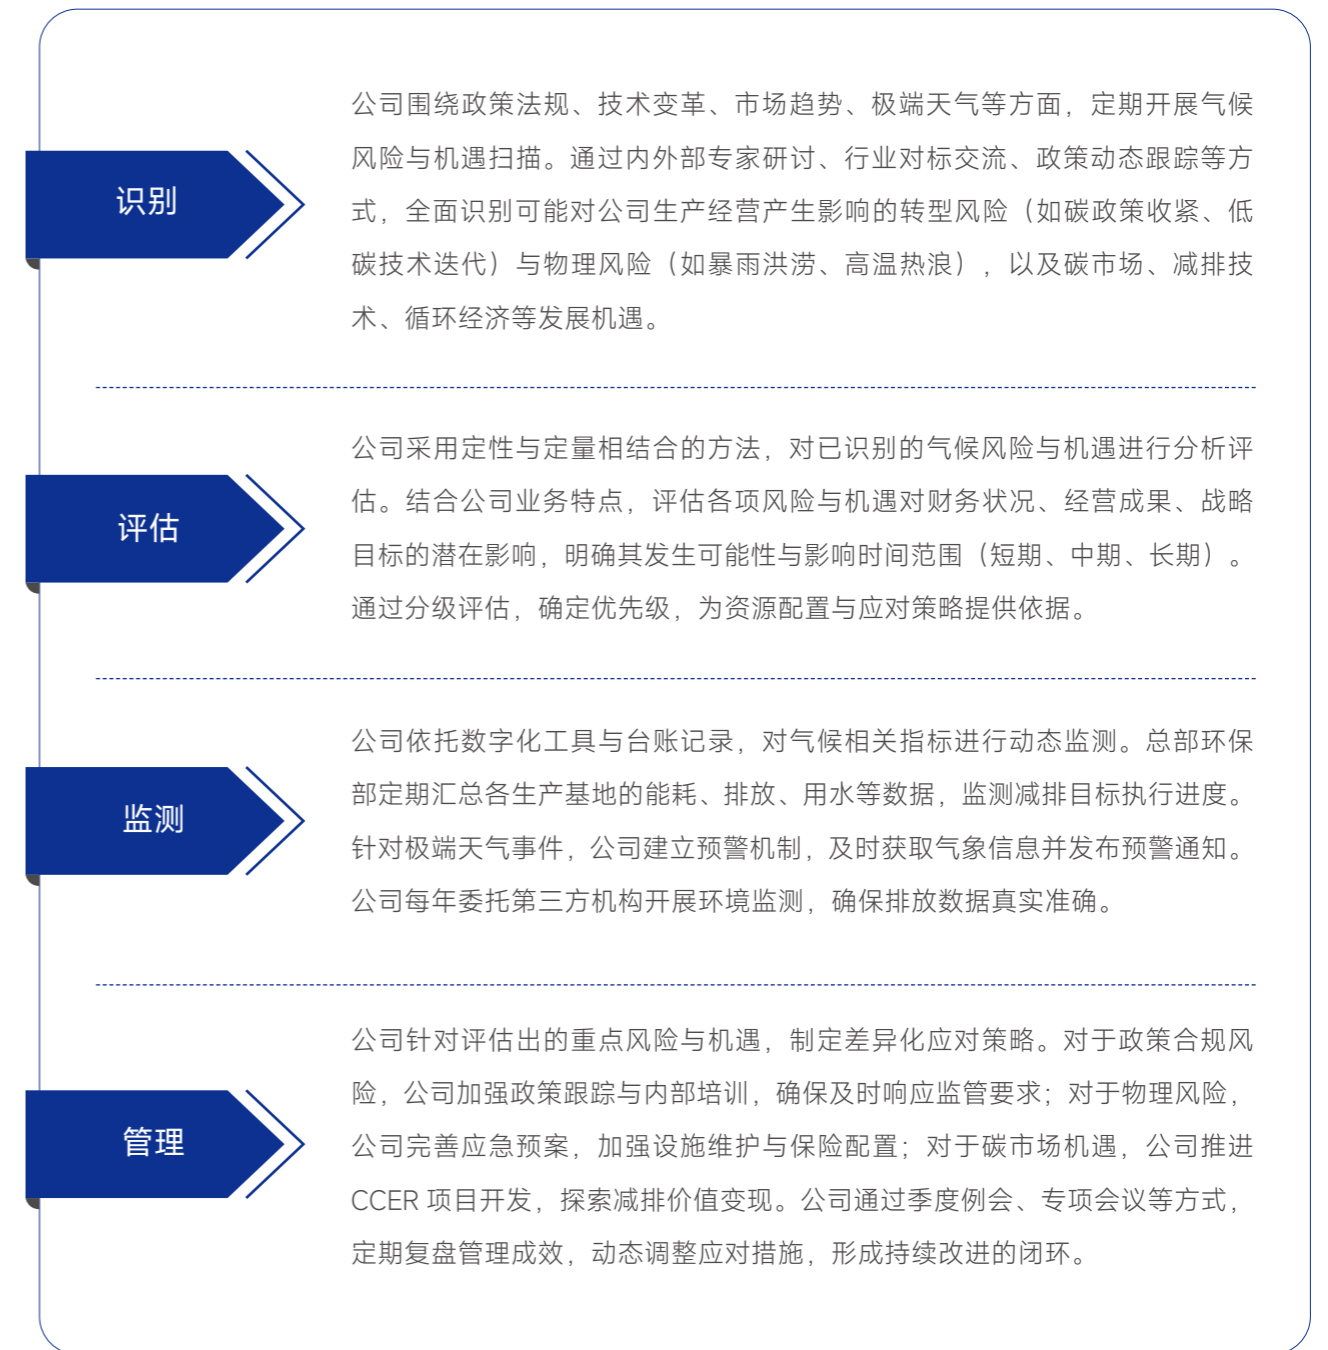 识别
公司围绕政策法规、技术变革、市场趋势、极端天气等方面，定期开展气候
风险与机遇扫描。通过内外部专家研讨、行业对标交流、政策动态跟踪等方
式，全面识别可能对公司生产经营产生影响的转型风险（如碳政策收紧、低
碳技术迭代）与物理风险（如暴雨洪涝、高温热浪），以及碳市场、减排技
术、循环经济等发展机遇。
评估
公司采用定性与定量相结合的方法，对已识别的气候风险与机遇进行分析评
估。结合公司业务特点，评估各项风险与机遇对财务状况、经营成果、战略
目标的潜在影响，明确其发生可能性与影响时间范围（短期、中期、长期）。
通过分级评估，确定优先级，为资源配置与应对策略提供依据。
监测
公司依托数字化工具与台账记录，对气候相关指标进行动态监测。总部环保
部定期汇总各生产基地的能耗、排放、用水等数据，监测减排目标执行进度。
针对极端天气事件，公司建立预警机制，及时获取气象信息并发布预警通知。
公司每年委托第三方机构开展环境监测，确保排放数据真实准确。
管理
公司针对评估出的重点风险与机遇，制定差异化应对策略。对于政策合规风
险，公司加强政策跟踪与内部培训，确保及时响应监管要求；对于物理风险，
公司完善应急预案，加强设施维护与保险配置；对于碳市场机遇，公司推进
CCER 项目开发，探索减排价值变现。公司通过季度例会、专项会议等方式，
定期复盘管理成效，动态调整应对措施，形成持续改进的闭环。